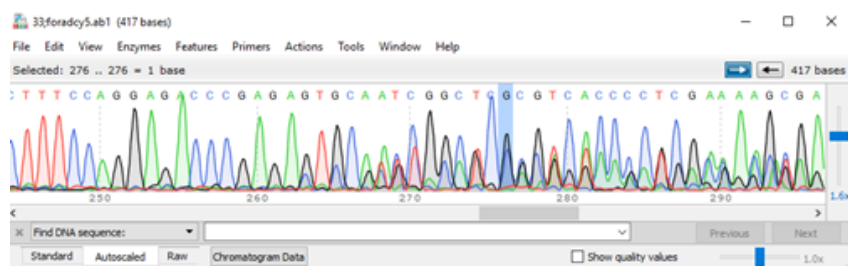 33;foradcy5.ab1 (417 bases)
File Edit View Enzymes Features Primers Actions Tools Window Help
Selected: 276 .. 276 = 1 base 417 bases
C T T T C C A G G A G A C C C G A G A G T G C A A T C G G C T C G C G T C A C C C C T C G A A A A G C G A
250 260 270 280 290
1.6x
Find DNA sequence: Previous Next
Standard Autoscaled Raw Chromatogram Data Show quality values 1.0x